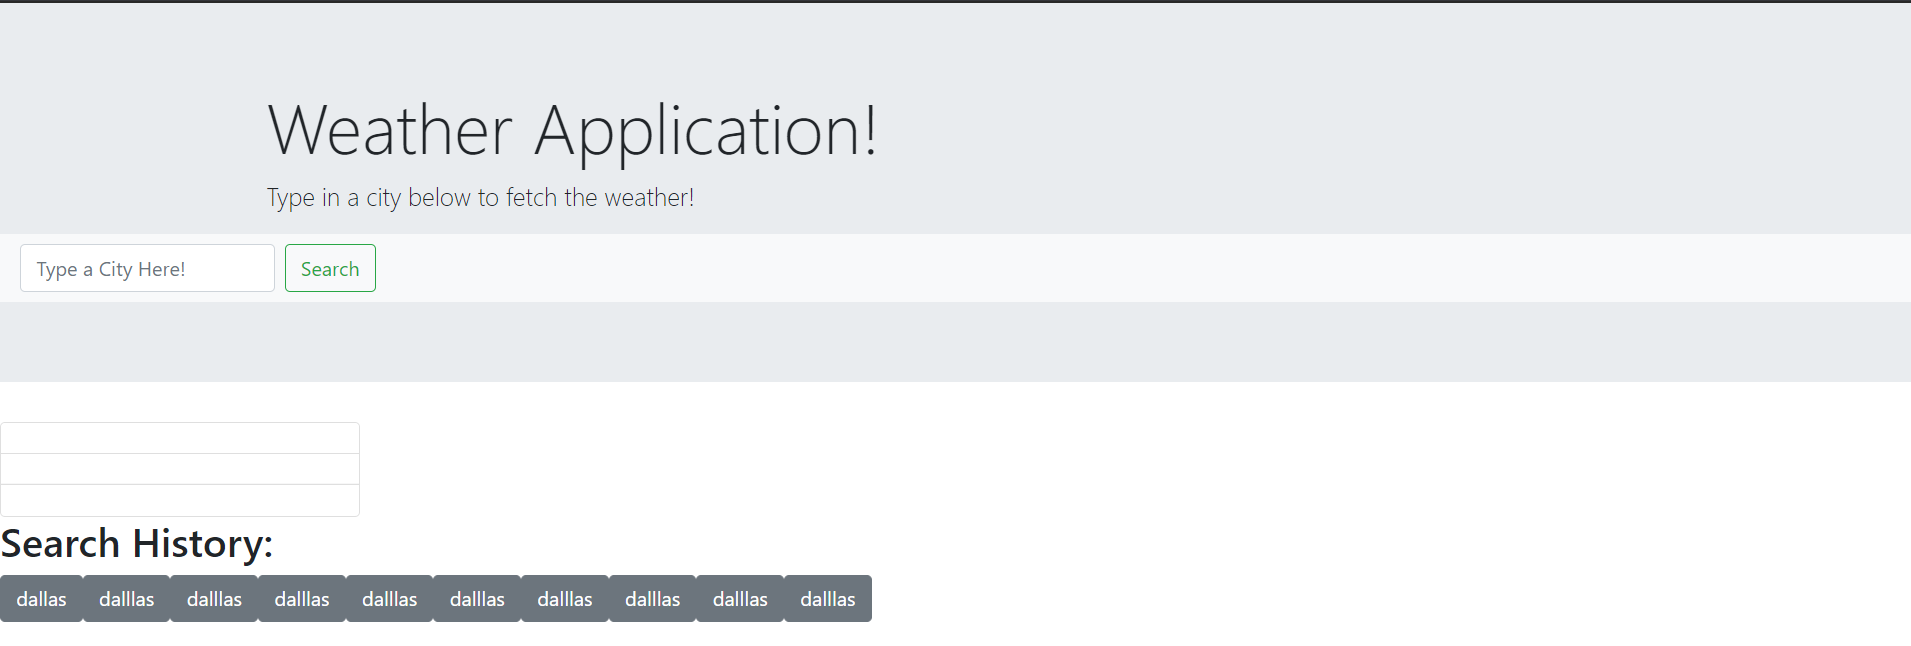 Weather Application!
Type in a city below to fetch the weather!
Type a City Here! Search
Search History:
dallas dalllas dalllas dalllas dalllas dalllas dalllas dalllas dalllas dalllas